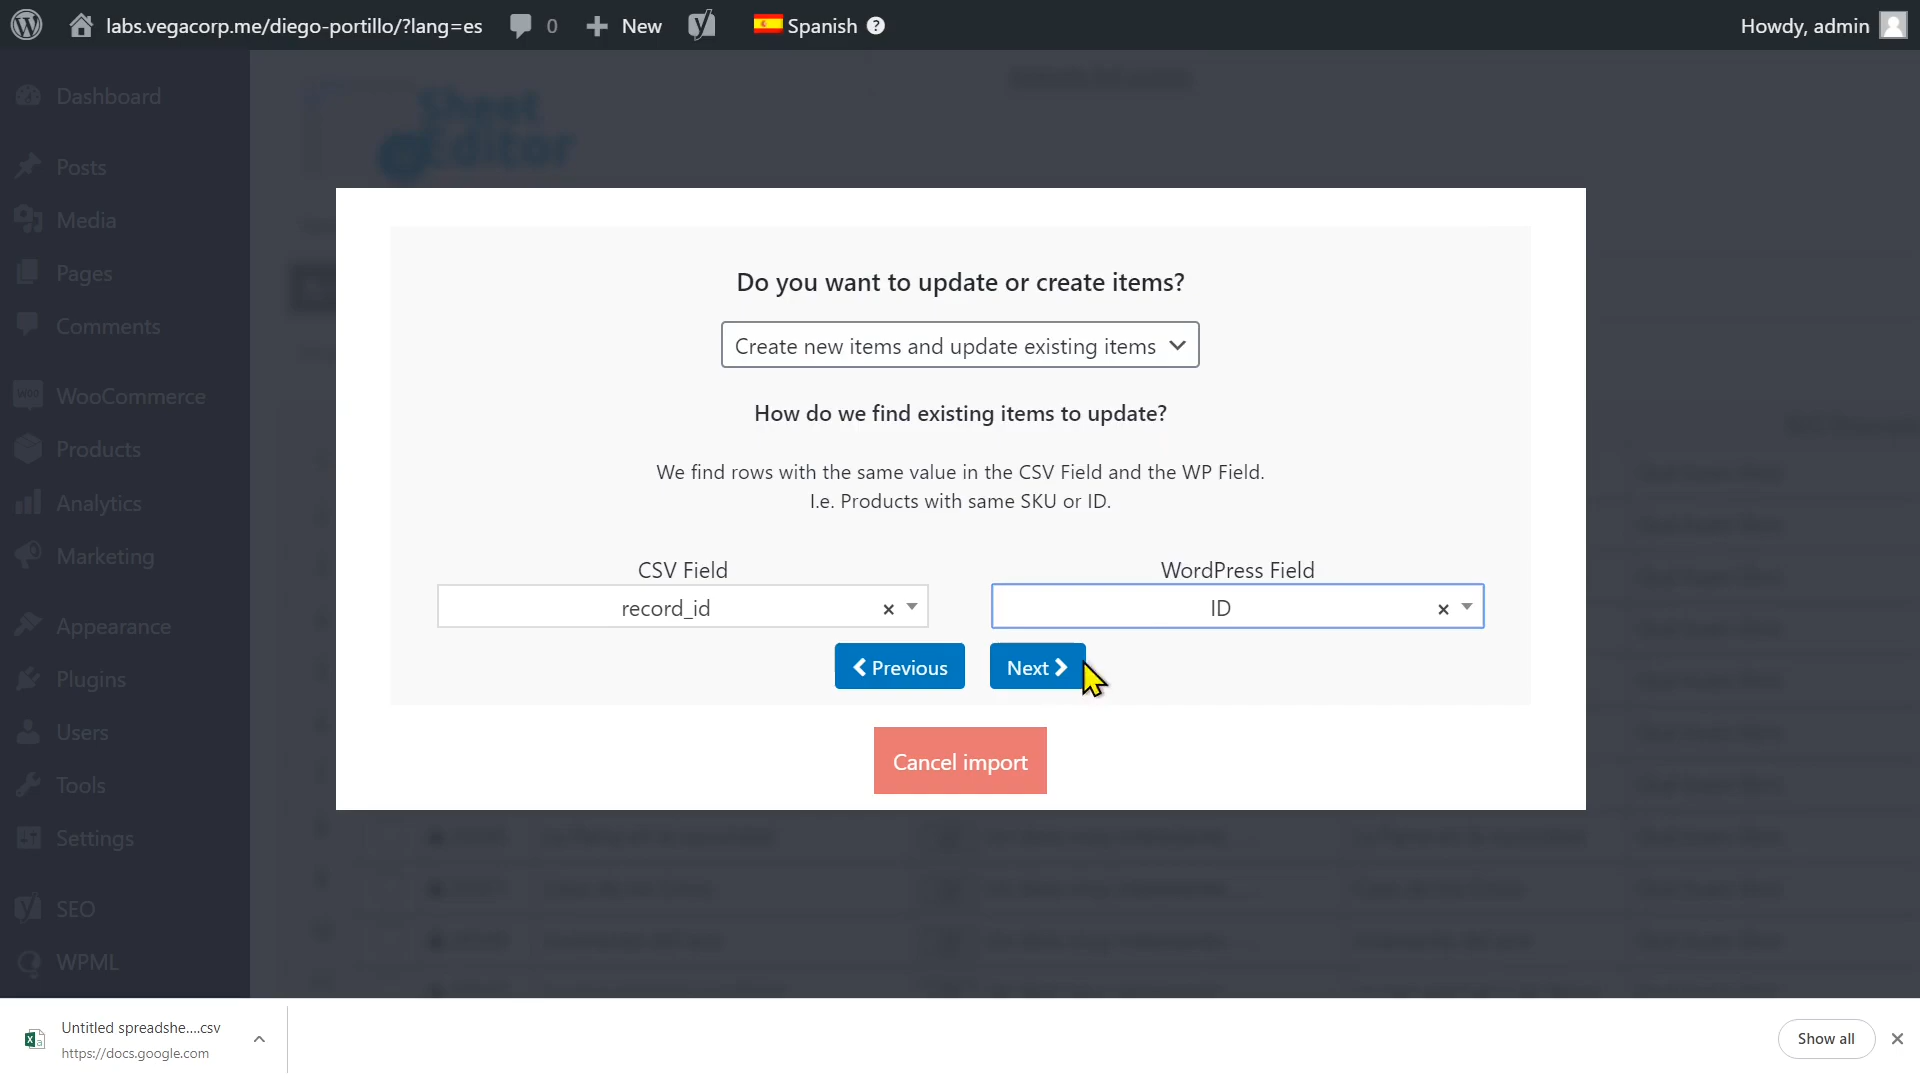 labs.vegacorp.me/diego-portillo/?lang=es
0
New
Spanish
Howdy, admin
Dashboard
Posts
Media
Pages
Comments
WooCommerce
Products
Analytics
Marketing
Appearance
Plugins
Users
Tools
Settings
SEO
WPML
Sheet
Editor
Do you want to update or create items?
Create new items and update existing items
How do we find existing items to update?
We find rows with the same value in the CSV Field and the WP Field.
I.e. Products with same SKU or ID.
CSV Field
WordPress Field
record_id
ID
Previous
Next
Cancel import
Untitled spreadshe....csv
https://docs.google.com
Show all